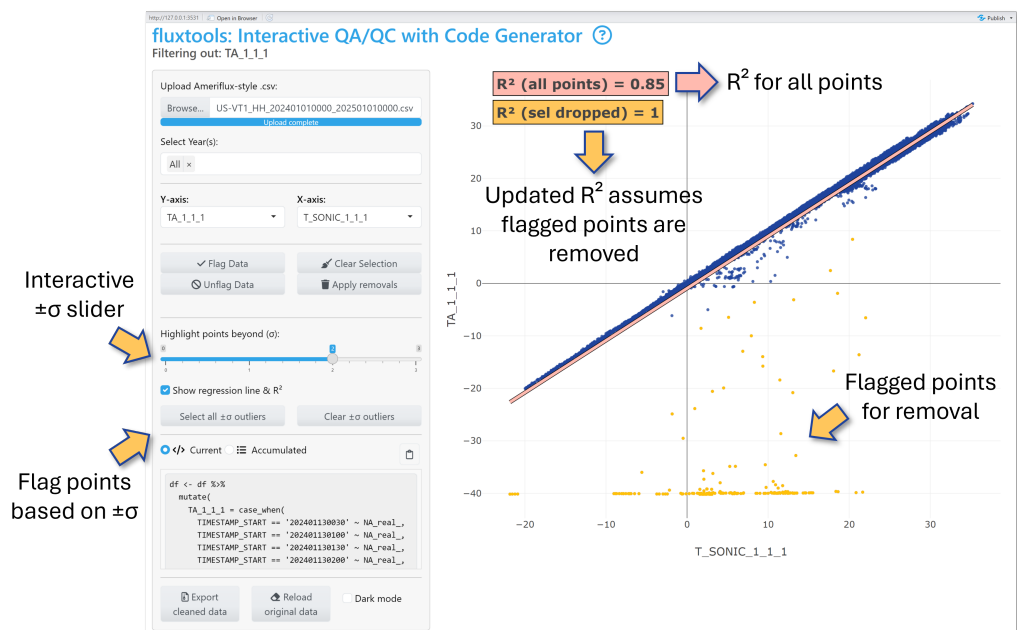 http://127.0.0.1:3531
Open in Browser
Publish
fluxtools: Interactive QA/QC with Code Generator ?
Filtering out: TA_1_1_1
Upload Ameriflux-style .csv:
Browse... US-VT1_HH_202401010000_202501010000.csv
Upload complete
Select Year(s):
All ×
Y-axis:
X-axis:
TA_1_1_1
T_SONIC_1_1_1
Flag Data
Clear Selection
Unflag Data
Apply removals
Highlight points beyond (σ):
0
2
3
0
1
2
3
Show regression line & R²
Select all ±σ outliers
Clear ±σ outliers
</> Current
Accumulated
df <- df %>%
mutate(
TA_1_1_1 = case_when(
TIMESTAMP_START == '202401130030' ~ NA_real_,
TIMESTAMP_START == '202401130100' ~ NA_real_,
TIMESTAMP_START == '202401130130' ~ NA_real_,
TIMESTAMP_START == '202401130200' ~ NA_real_,
Export
cleaned data
Reload
original data
Dark mode
Interactive
±σ slider
Flag points
based on ±σ
R² (all points) = 0.85
R² for all points
R² (sel dropped) = 1
Updated R² assumes
flagged points are
removed
Flagged points
for removal
30
20
10
0
−10
−20
−30
−40
TA_1_1_1
−20
−10
0
10
20
30
T_SONIC_1_1_1